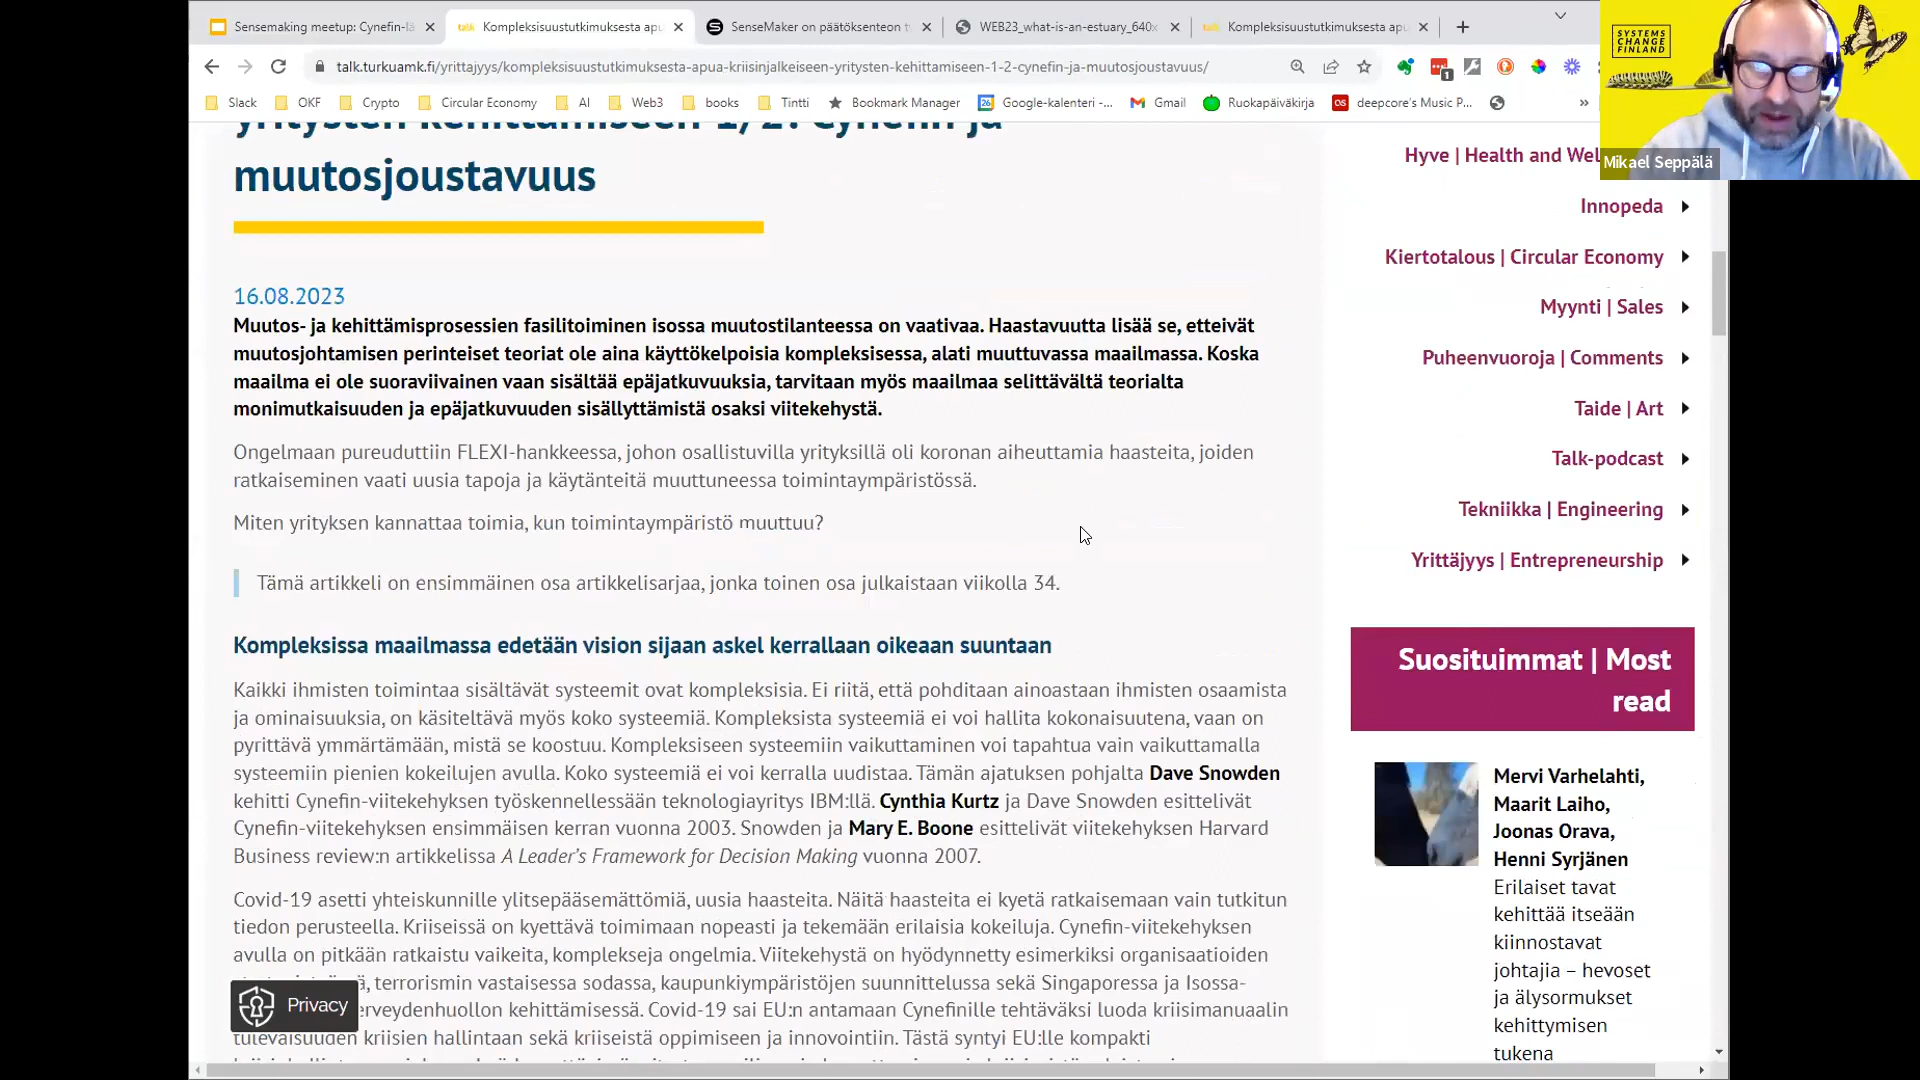 Sensemaking meetup: Cynefin-lä
Kompleksisuustutkimuksesta apu
SenseMaker on päätöksenteon t
WEB23_what-is-an-estuary_640x
Kompleksisuustutkimuksesta apu
talk.turkuamk.fi/yrittajyys/kompleksisuustutkimuksesta-apua-kriisinjalkeiseen-yritysten-kehittamiseen-1-2-cynefin-ja-muutosjoustavuus/
Slack
OKF
Crypto
Circular Economy
AI
Web3
books
Tintti
Bookmark Manager
Google-kalenteri -...
Gmail
Ruokapäiväkirja
deepcore's Music P...
»
SYSTEMS
CHANGE
FINLAND
Mikael Seppälä
yritysten kehittämiseen 1/2: Cynefin ja
muutosjoustavuus
16.08.2023
Muutos- ja kehittämisprosessien fasilitoiminen isossa muutostilanteessa on vaativaa. Haastavuutta lisää se, etteivät
muutosjohtamisen perinteiset teoriat ole aina käyttökelpoisia kompleksisessa, alati muuttuvassa maailmassa. Koska
maailma ei ole suoraviivainen vaan sisältää epäjatkuvuuksia, tarvitaan myös maailmaa selittävältä teorialta
monimutkaisuuden ja epäjatkuvuuden sisällyttämistä osaksi viitekehystä.
Ongelmaan pureuduttiin FLEXI-hankkeessa, johon osallistuvilla yrityksillä oli koronan aiheuttamia haasteita, joiden
ratkaiseminen vaati uusia tapoja ja käytänteitä muuttuneessa toimintaympäristössä.
Miten yrityksen kannattaa toimia, kun toimintaympäristö muuttuu?
Tämä artikkeli on ensimmäinen osa artikkelisarjaa, jonka toinen osa julkaistaan viikolla 34.
Kompleksissa maailmassa edetään vision sijaan askel kerrallaan oikeaan suuntaan
Kaikki ihmisten toimintaa sisältävät systeemit ovat kompleksisia. Ei riitä, että pohditaan ainoastaan ihmisten osaamista
ja ominaisuuksia, on käsiteltävä myös koko systeemiä. Kompleksista systeemiä ei voi hallita kokonaisuutena, vaan on
pyrittävä ymmärtämään, mistä se koostuu. Kompleksiseen systeemiin vaikuttaminen voi tapahtua vain vaikuttamalla
systeemiin pienien kokeilujen avulla. Koko systeemiä ei voi kerralla uudistaa. Tämän ajatuksen pohjalta Dave Snowden
kehitti Cynefin-viitekehyksen työskennellessään teknologiayritys IBM:llä. Cynthia Kurtz ja Dave Snowden esittelivät
Cynefin-viitekehyksen ensimmäisen kerran vuonna 2003. Snowden ja Mary E. Boone esittelivät viitekehyksen Harvard
Business review:n artikkelissa A Leader's Framework for Decision Making vuonna 2007.
Covid-19 asetti yhteiskunnille ylitsepääsemättömiä, uusia haasteita. Näitä haasteita ei kyetä ratkaisemaan vain tutkitun
tiedon perusteella. Kriiseissä on kyettävä toimimaan nopeasti ja tekemään erilaisia kokeiluja. Cynefin-viitekehyksen
avulla on pitkään ratkaistu vaikeita, komplekseja ongelmia. Viitekehystä on hyödynnetty esimerkiksi organisaatioiden
, terrorismin vastaisessa sodassa, kaupunkiympäristöjen suunnittelussa sekä Singaporessa ja Isossa-
erveydenhuollon kehittämisessä. Covid-19 sai EU:n antamaan Cynefinille tehtäväksi luoda kriisimanuaalin
tulevaisuuden kriisien hallintaan sekä kriiseistä oppimiseen ja innovointiin. Tästä syntyi EU:lle kompakti
Privacy
Hyve | Health and Wel
Innopeda
Kiertotalous | Circular Economy
Myynti | Sales
Puheenvuoroja | Comments
Taide | Art
Talk-podcast
Tekniikka | Engineering
Yrittäjyys | Entrepreneurship
Suosituimmat | Most
read
Mervi Varhelahti,
Maarit Laiho,
Joonas Orava,
Henni Syrjänen
Erilaiset tavat
kehittää itseään
kiinnostavat
johtajia – hevoset
ja älysormukset
kehittymisen
tukena